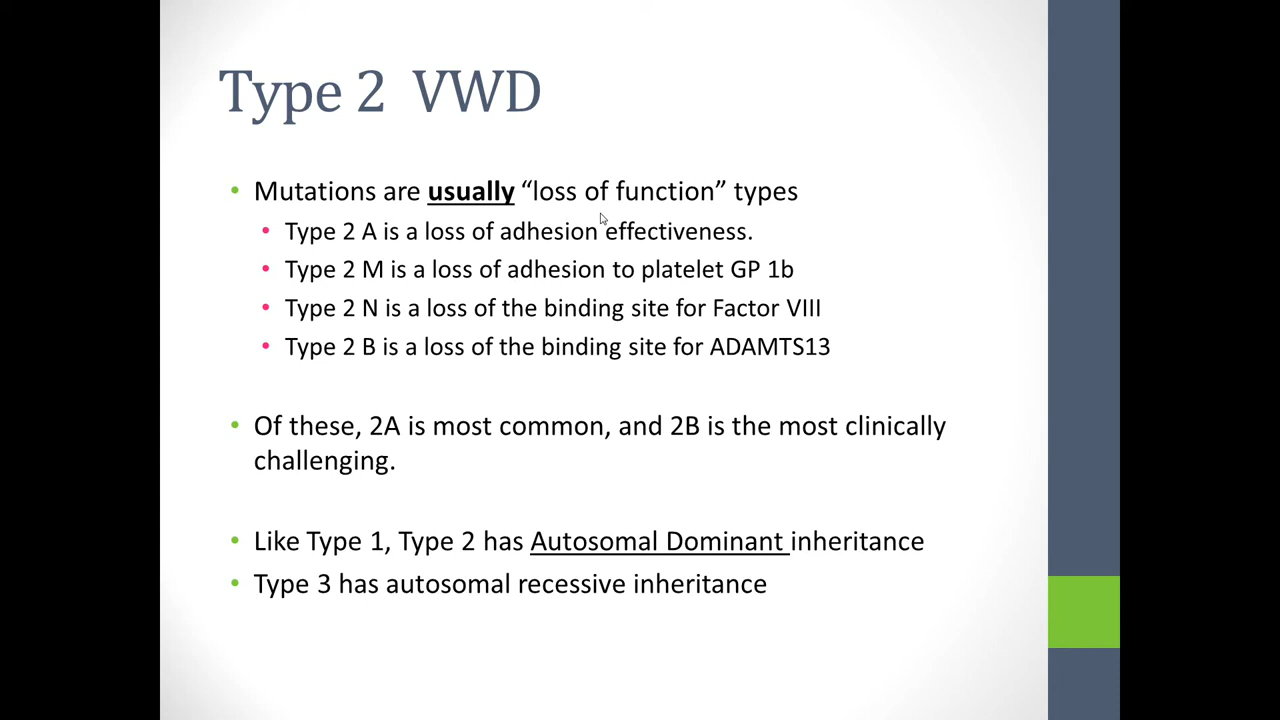 Type 2 VWD
• Mutations are usually “loss of function” types
• Type 2 A is a loss of adhesion effectiveness.
• Type 2 M is a loss of adhesion to platelet GP 1b
• Type 2 N is a loss of the binding site for Factor VIII
• Type 2 B is a loss of the binding site for ADAMTS13
• Of these, 2A is most common, and 2B is the most clinically
challenging.
• Like Type 1, Type 2 has Autosomal Dominant inheritance
• Type 3 has autosomal recessive inheritance